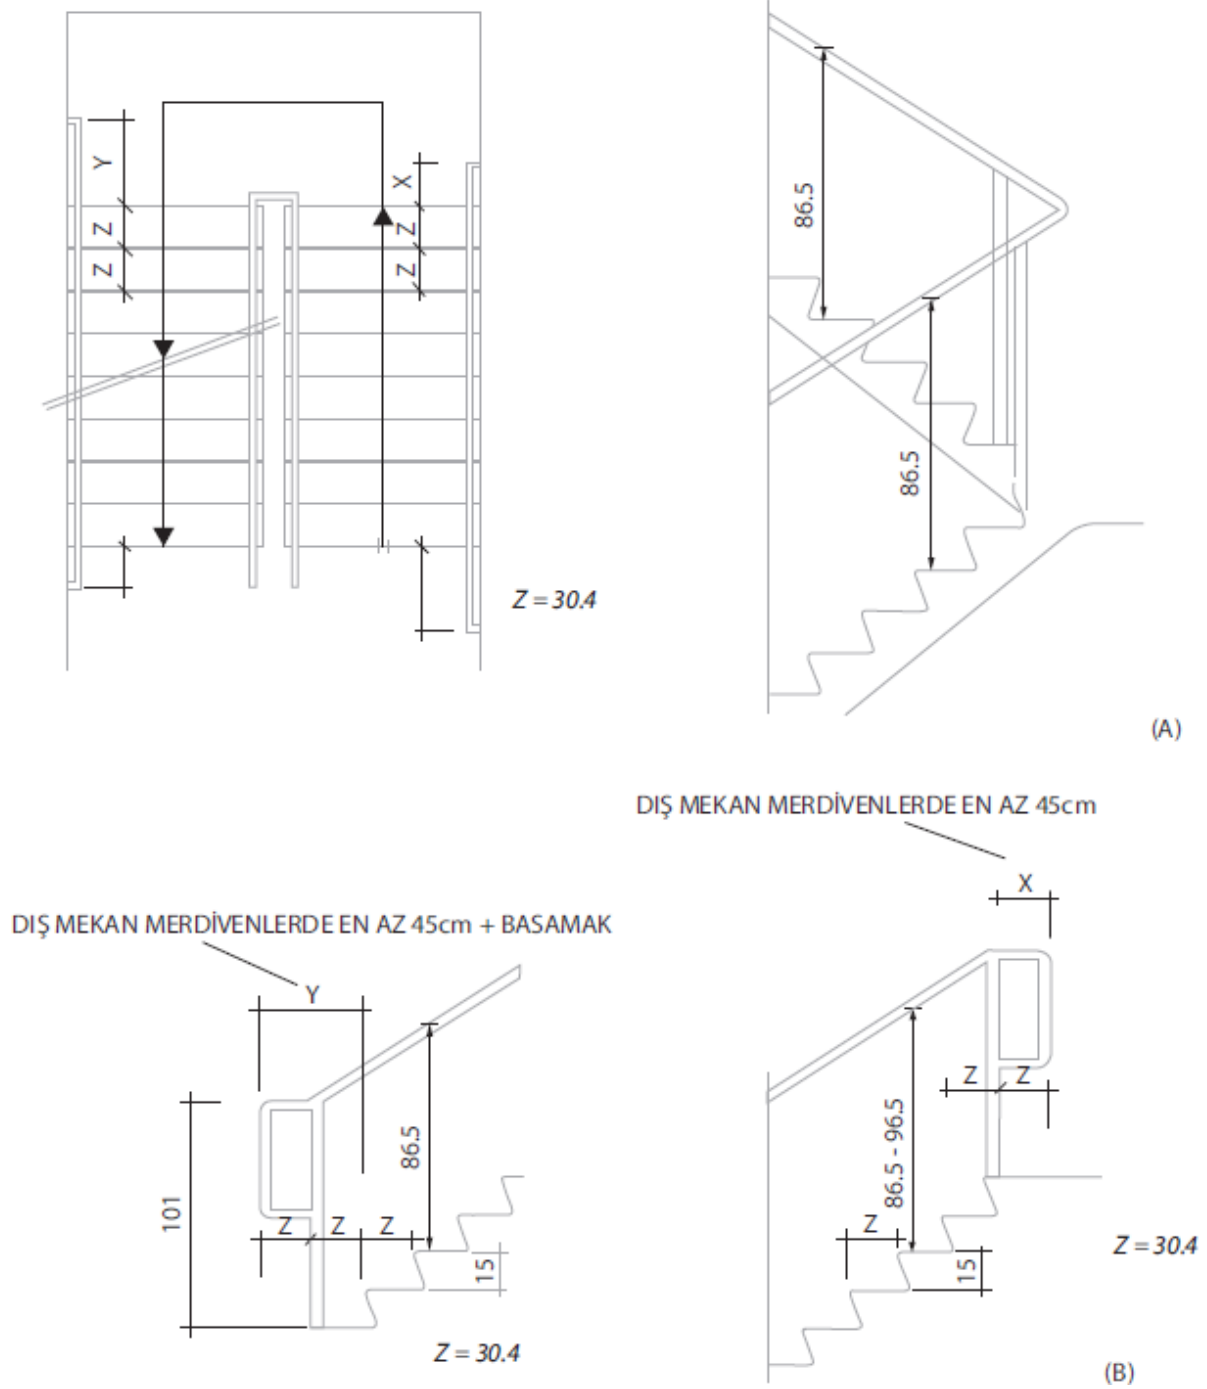 Y
X
Z
Z
Z
Z
Z = 30.4
86.5
86.5
(A)
DIŞ MEKAN MERDİVENLERDE EN AZ 45cm
X
DIŞ MEKAN MERDİVENLERDE EN AZ 45cm + BASAMAK
Y
86.5
101
Z Z Z
15
Z = 30.4
86.5 - 96.5
Z Z
Z
15
Z = 30.4
(B)